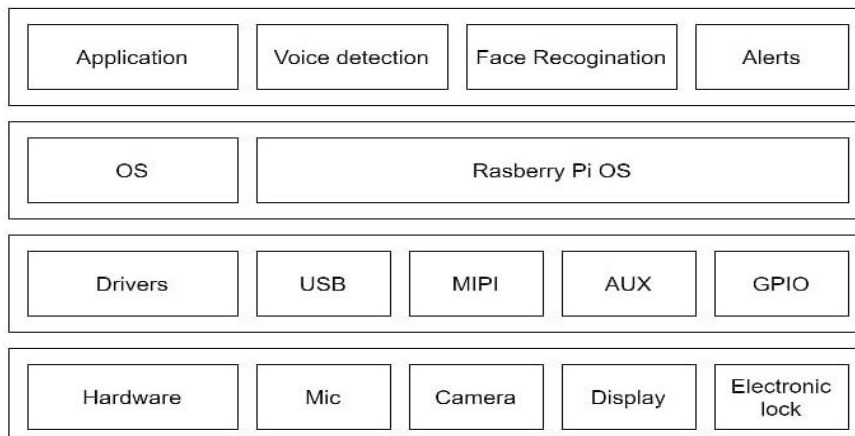 Application
Voice detection
Face Recogination
Alerts
OS
Rasberry Pi OS
Drivers
USB
MIPI
AUX
GPIO
Hardware
Mic
Camera
Display
Electronic
lock